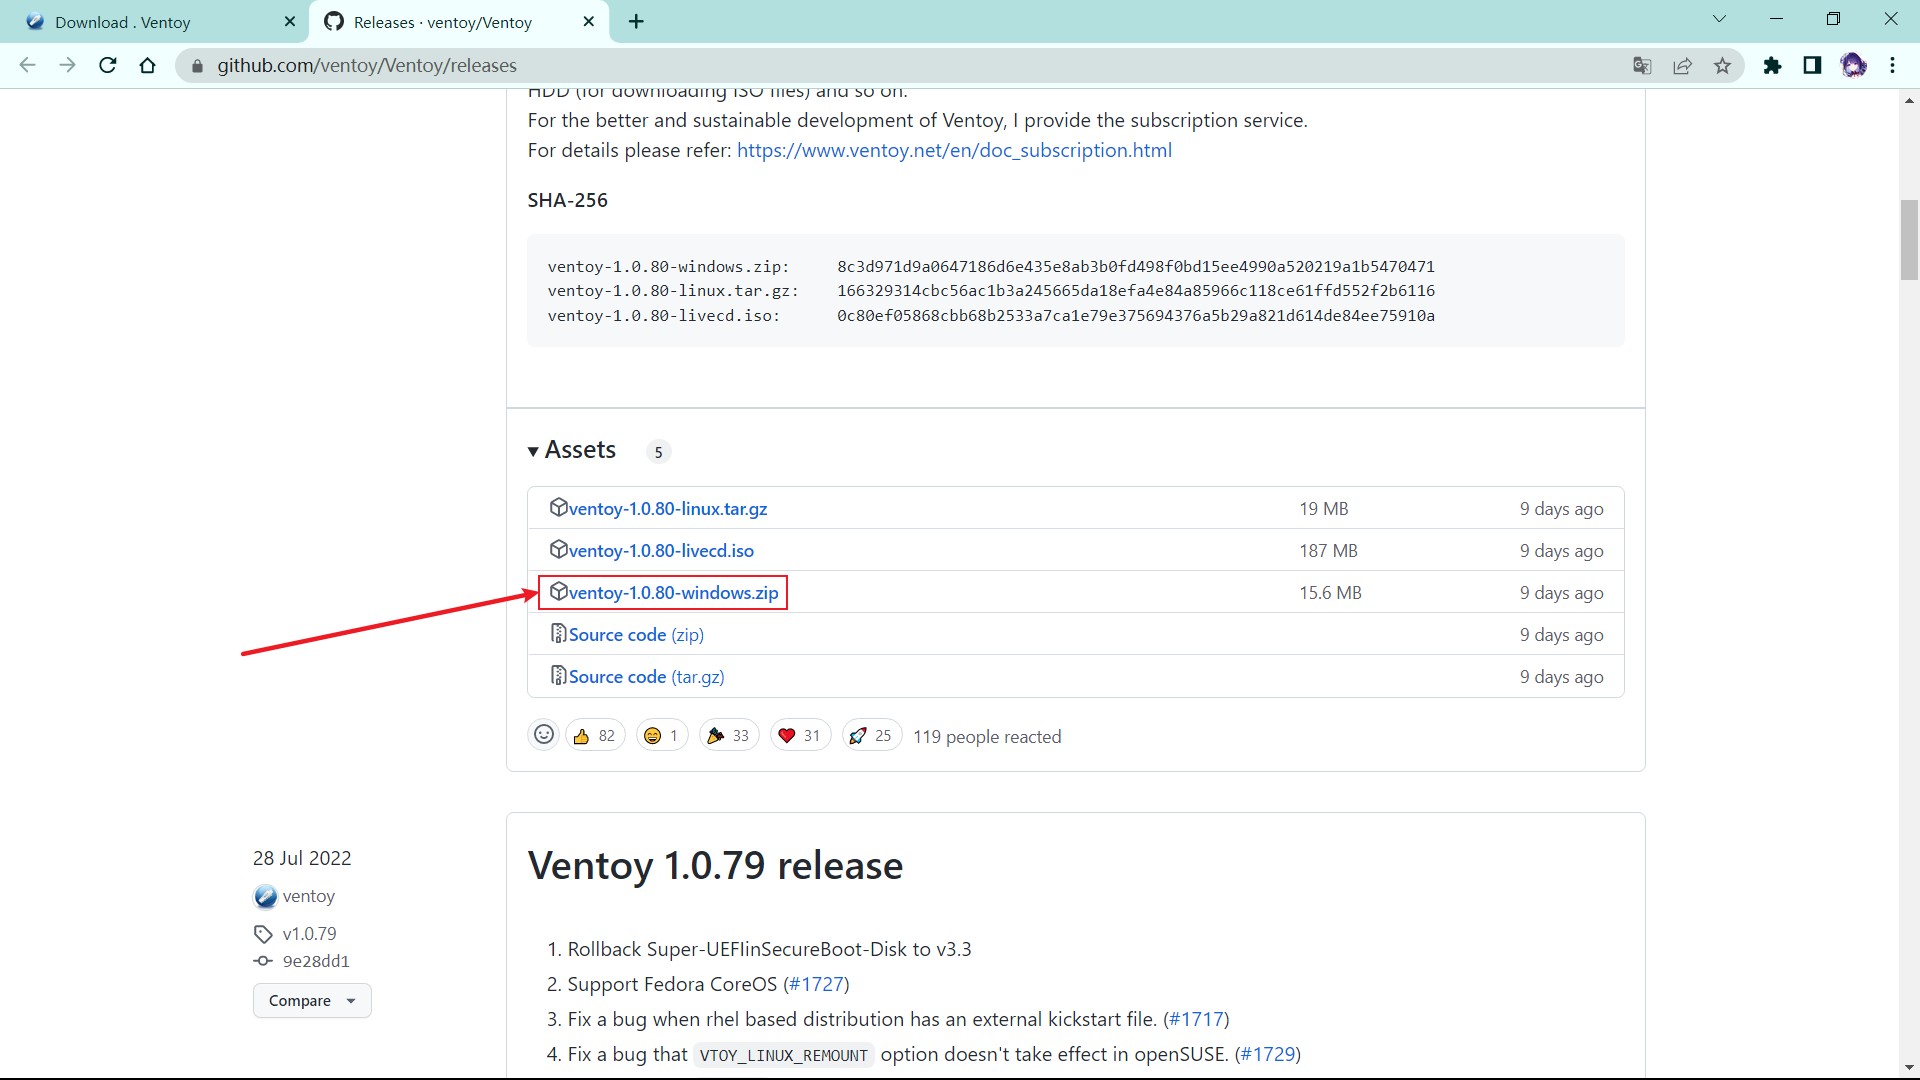 Download . Ventoy
Releases · ventoy/Ventoy
github.com/ventoy/Ventoy/releases
HDD (for downloading ISO files) and so on.
For the better and sustainable development of Ventoy, I provide the subscription service.
For details please refer: https://www.ventoy.net/en/doc_subscription.html
SHA-256
ventoy-1.0.80-windows.zip: 8c3d971d9a0647186d6e435e8ab3b0fd498f0bd15ee4990a520219a1b5470471
ventoy-1.0.80-linux.tar.gz: 166329314cbc56ac1b3a245665da18efa4e84a85966c118ce61ffd552f2b6116
ventoy-1.0.80-livecd.iso: 0c80ef05868cbb68b2533a7ca1e79e375694376a5b29a821d614de84ee75910a
Assets 5
ventoy-1.0.80-linux.tar.gz 19 MB 9 days ago
ventoy-1.0.80-livecd.iso 187 MB 9 days ago
ventoy-1.0.80-windows.zip 15.6 MB 9 days ago
Source code (zip) 9 days ago
Source code (tar.gz) 9 days ago
82 1 33 31 25 119 people reacted
28 Jul 2022
ventoy
v1.0.79
9e28dd1
Compare
Ventoy 1.0.79 release
1. Rollback Super-UEFIinSecureBoot-Disk to v3.3
2. Support Fedora CoreOS (#1727)
3. Fix a bug when rhel based distribution has an external kickstart file. (#1717)
4. Fix a bug that VTOY_LINUX_REMOUNT option doesn't take effect in openSUSE. (#1729)